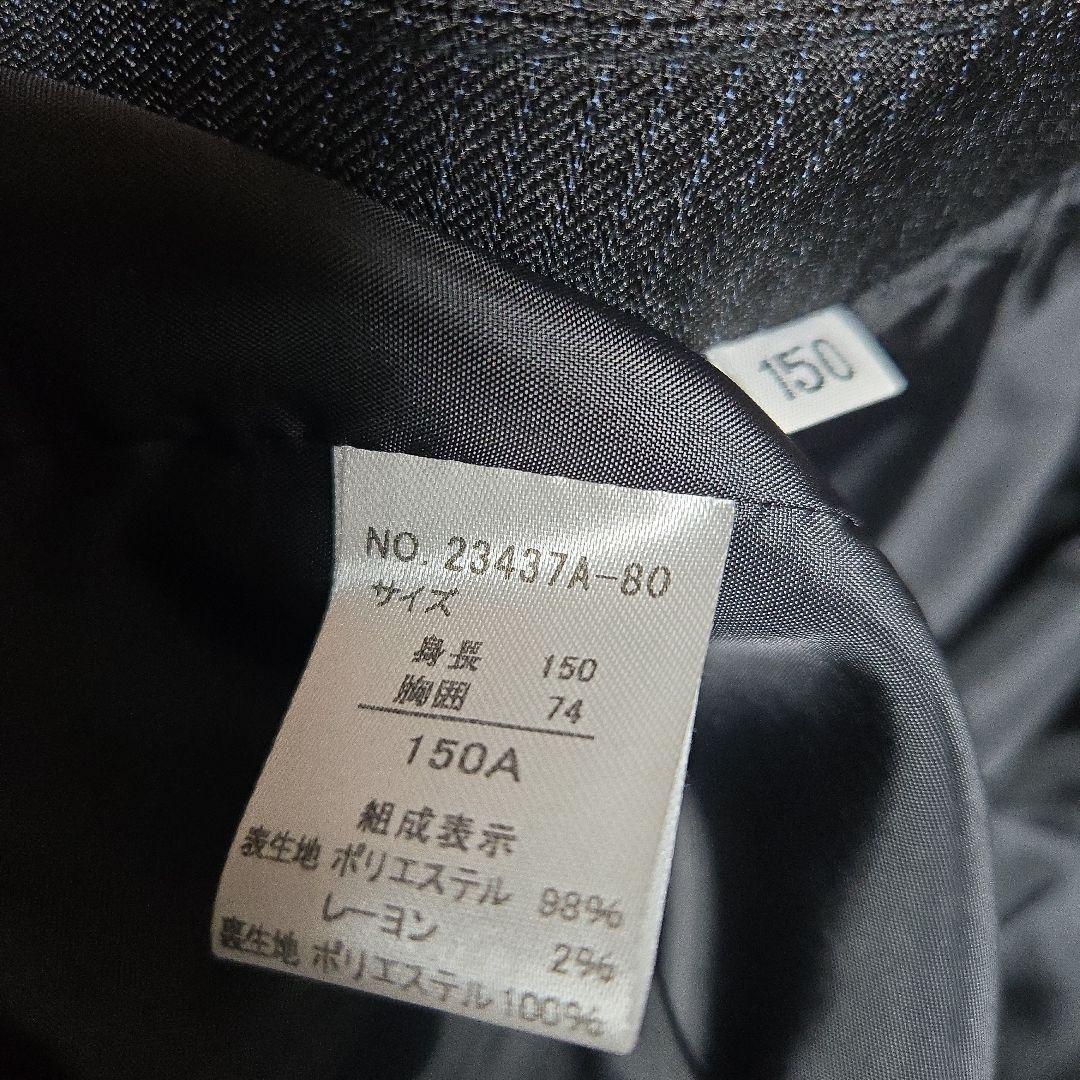 150
NO. 23437A-80
サイズ
身長 150
胸囲 74
150A
組成表示
表生地 ポリエステル 98%
レーヨン 2%
裏生地 ポリエステル 100%